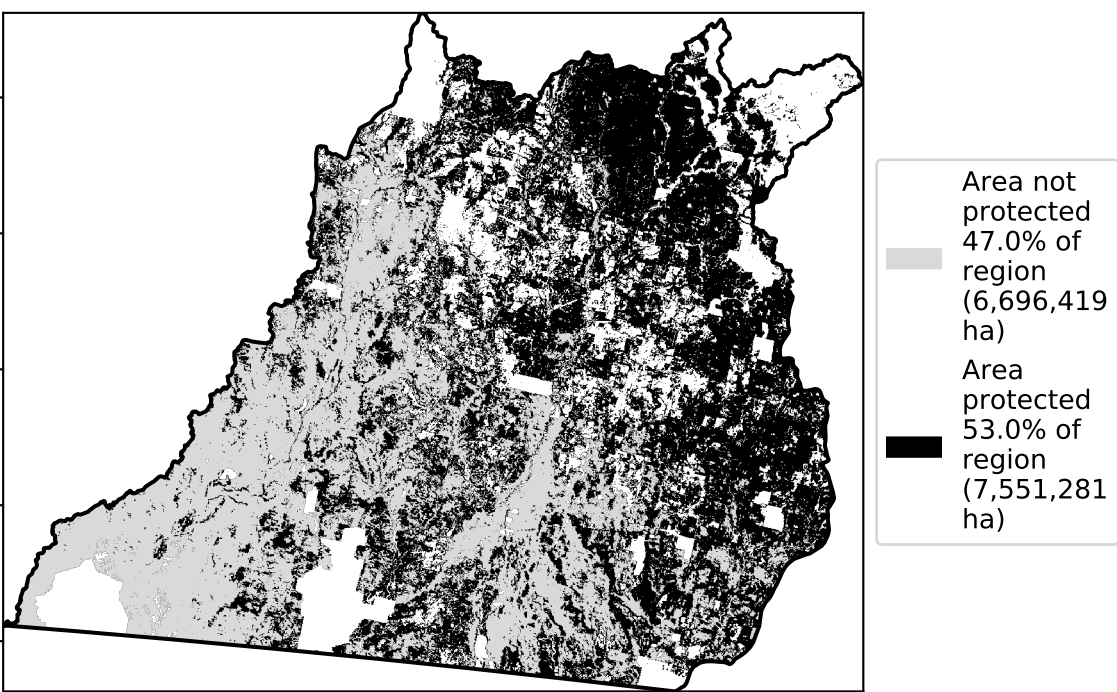 Area not
protected
47.0% of
region
(6,696,419
ha)
Area
protected
53.0% of
region
(7,551,281
ha)